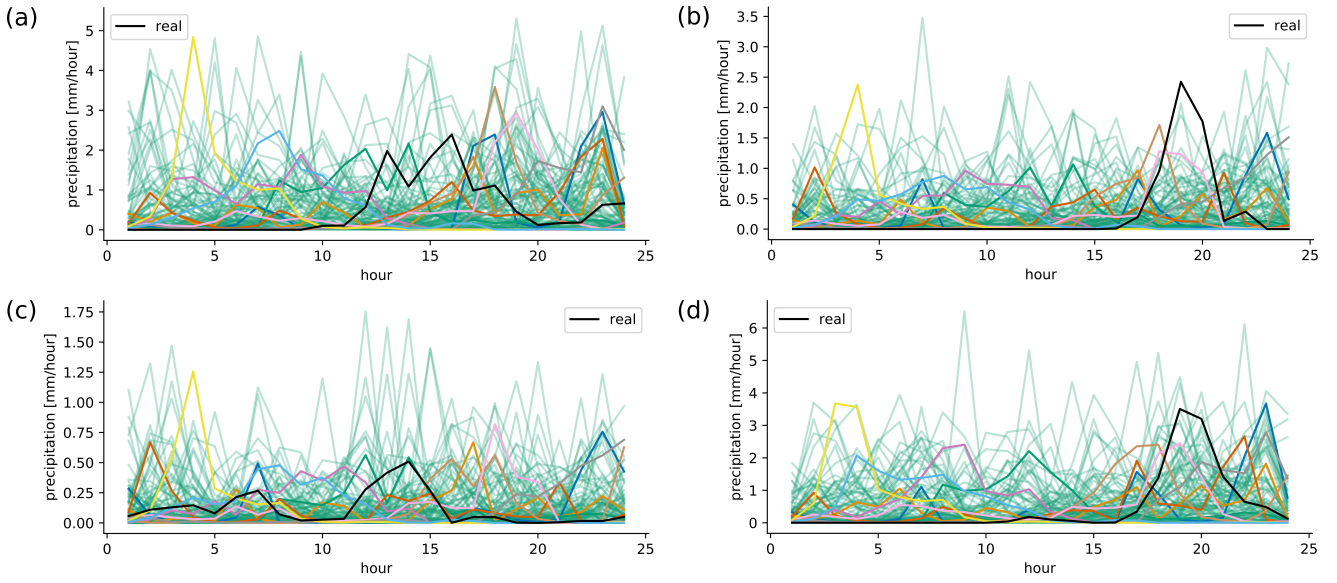 (a)
real
precipitation [mm/hour]
5
4
3
2
1
0
0 5 10 15 20 25
hour
(b)
real
precipitation [mm/hour]
3.5
3.0
2.5
2.0
1.5
1.0
0.5
0.0
0 5 10 15 20 25
hour
(c)
real
precipitation [mm/hour]
1.75
1.50
1.25
1.00
0.75
0.50
0.25
0.00
0 5 10 15 20 25
hour
(d)
real
precipitation [mm/hour]
6
5
4
3
2
1
0
0 5 10 15 20 25
hour